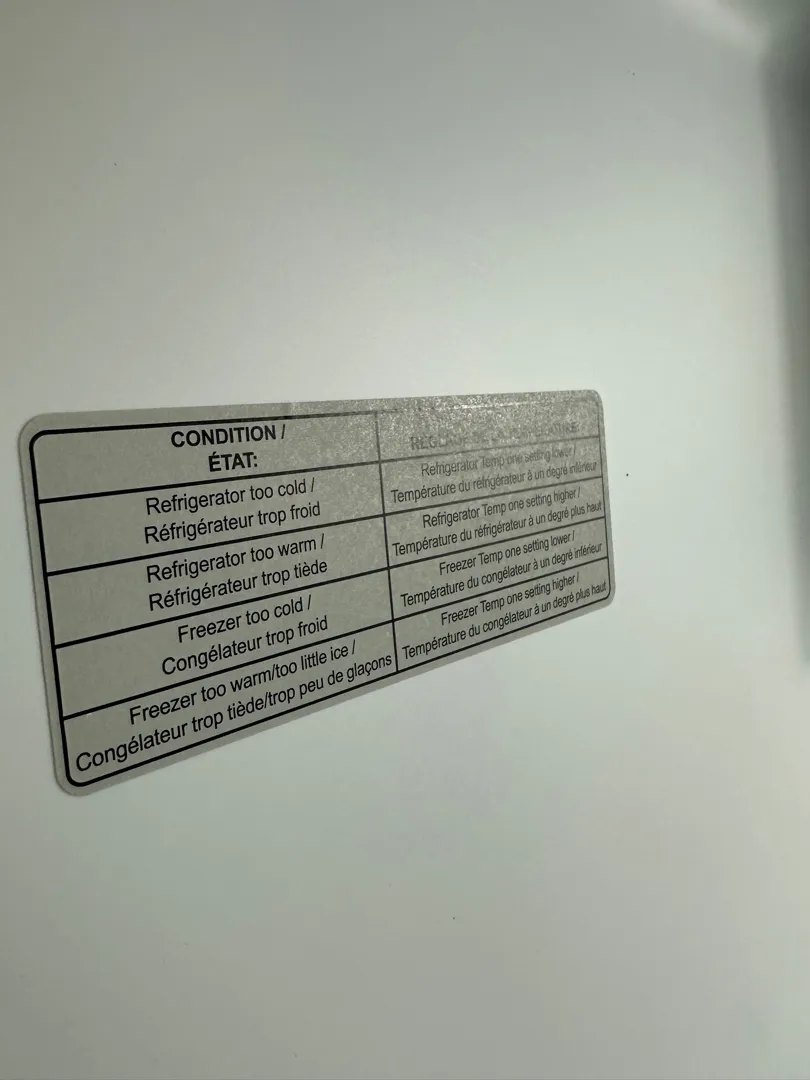 CONDITION /
ÉTAT:
RÉGLAGE DE LA TEMPÉRATURE:
Refrigerator too cold /
Réfrigérateur trop froid
Refrigerator Temp one setting lower /
Température du réfrigérateur à un degré inférieur
Refrigerator too warm /
Réfrigérateur trop tiède
Refrigerator Temp one setting higher /
Température du réfrigérateur à un degré plus haut
Freezer too cold /
Congélateur trop froid
Freezer Temp one setting lower /
Température du congélateur à un degré inférieur
Freezer too warm/too little ice /
Congélateur trop tiède/trop peu de glaçons
Freezer Temp one setting higher /
Température du congélateur à un degré plus haut